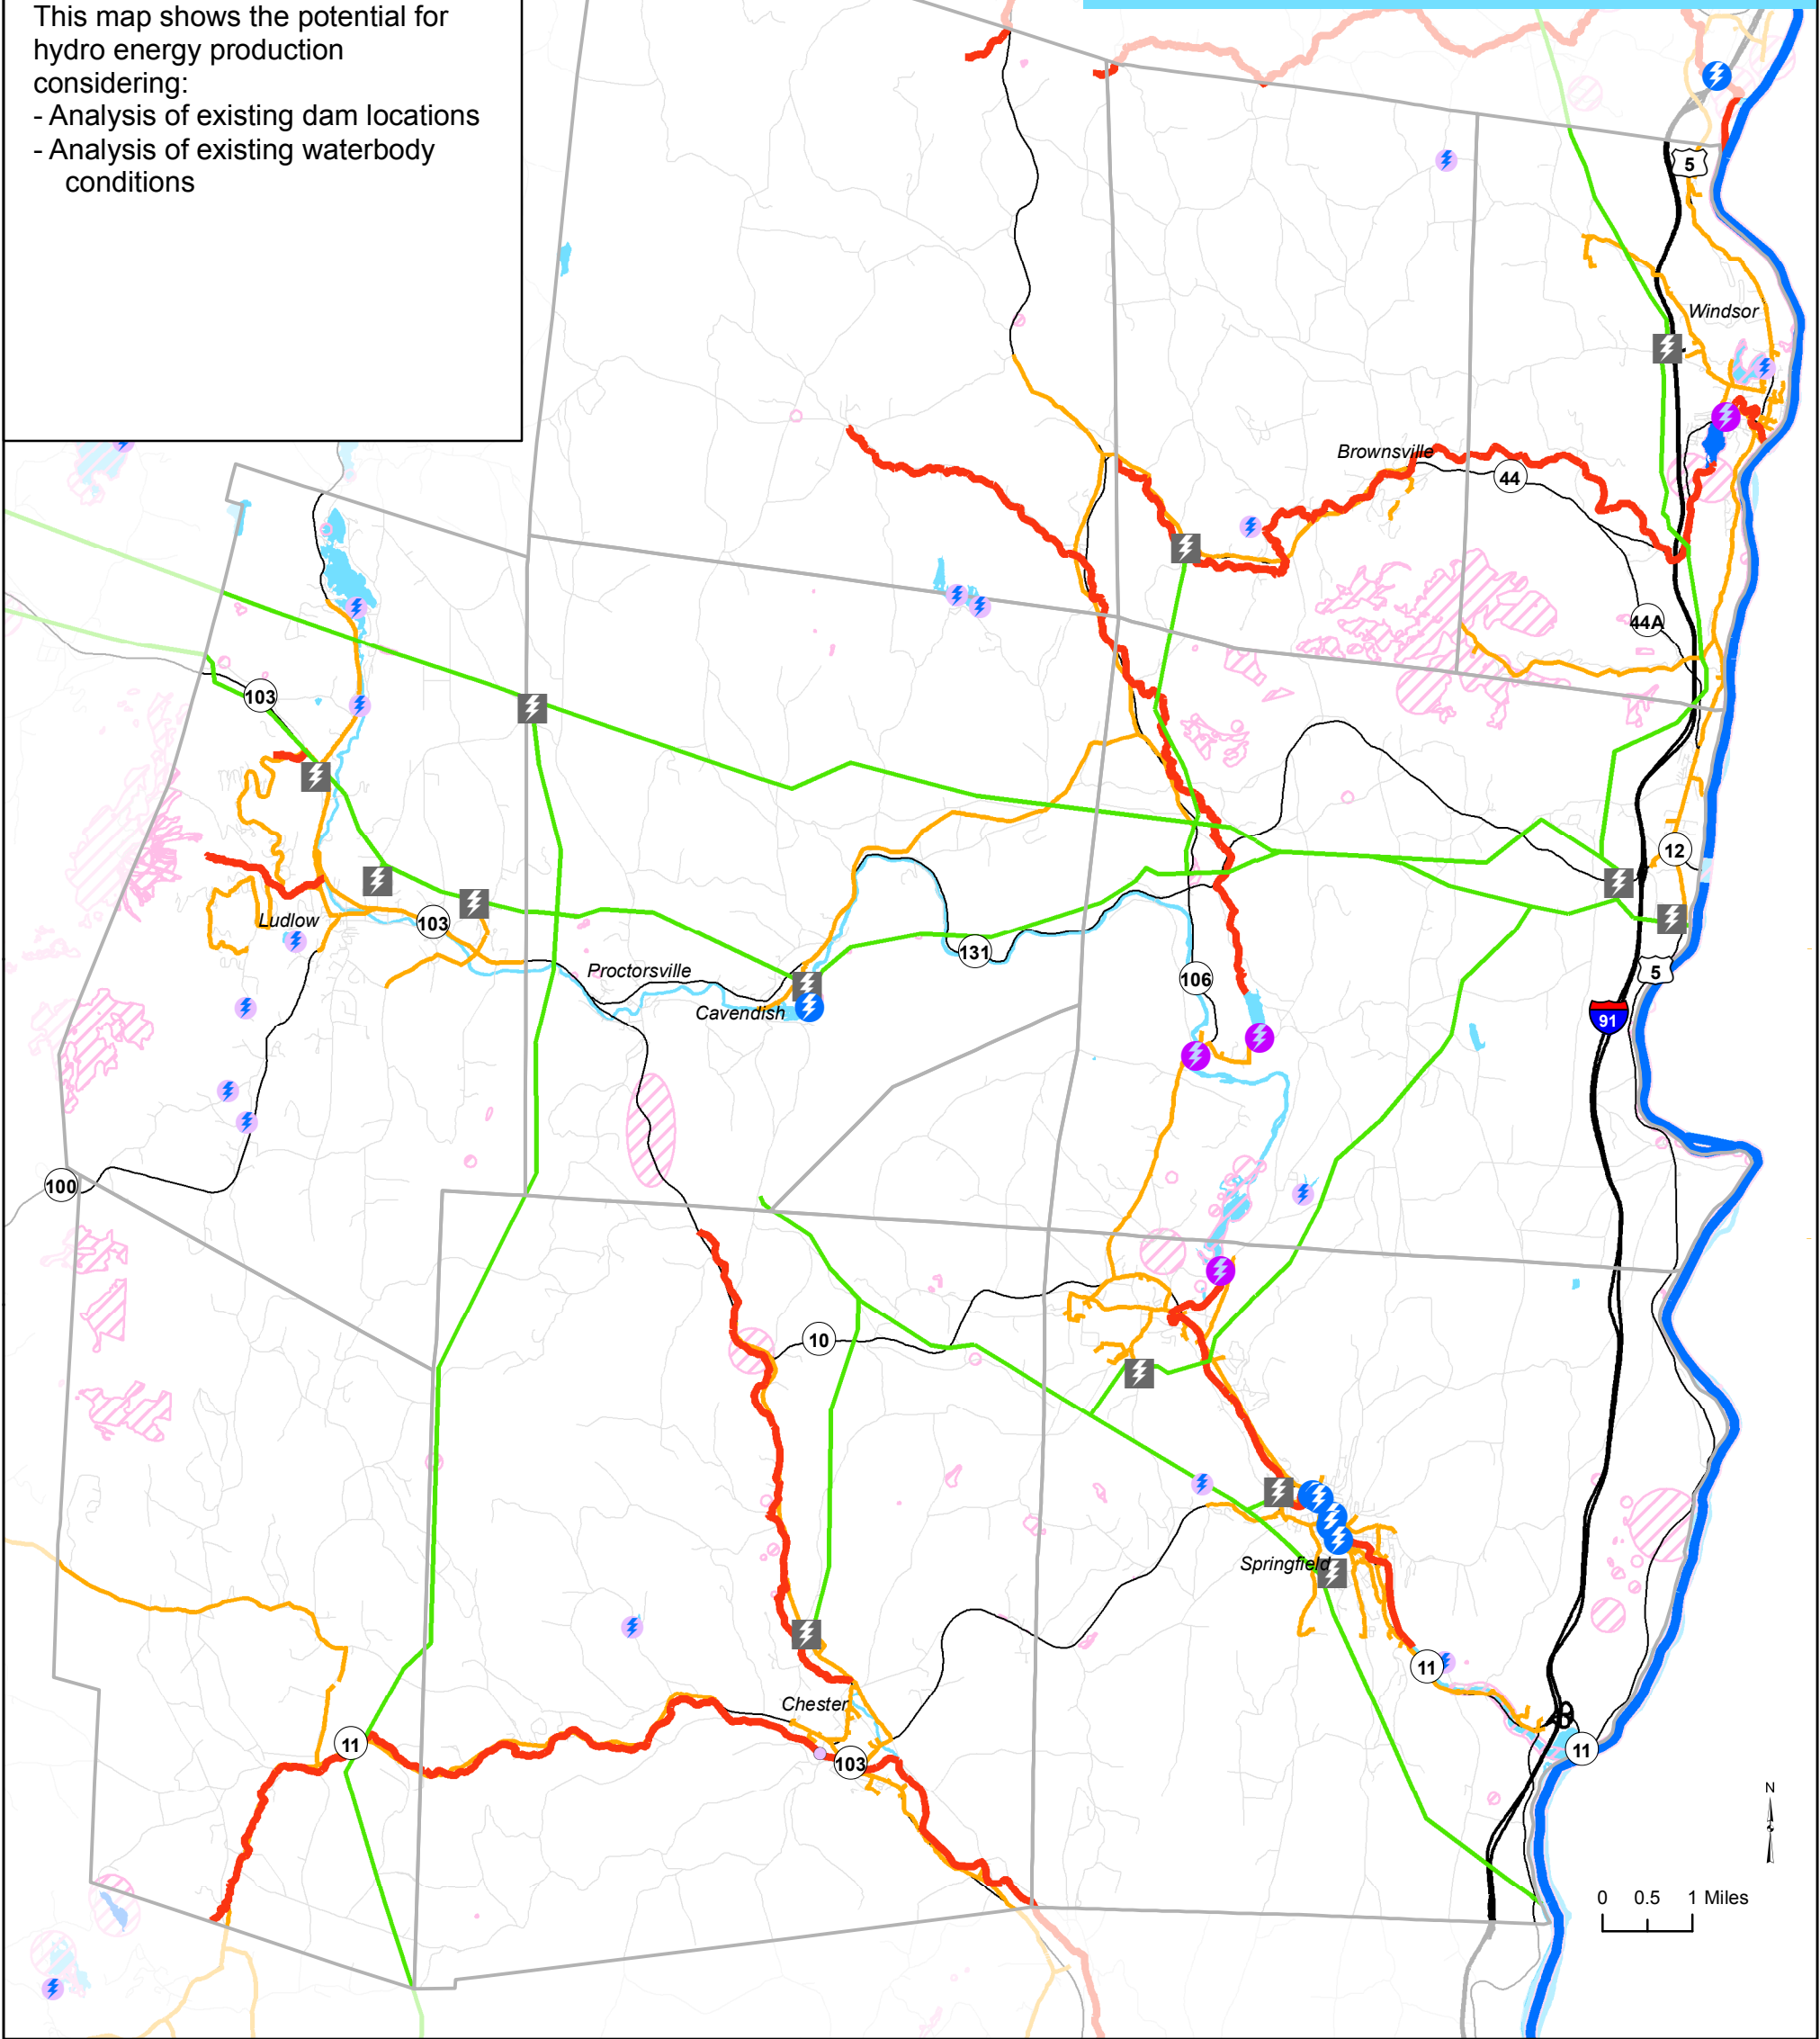 This map shows the potential for
hydro energy production
considering:
- Analysis of existing dam locations
- Analysis of existing waterbody
conditions
5
Windsor
Brownsville
44
44A
103
12
Ludlow
103
131
5
Proctorsville
106
Cavendish
91
100
10
Springfield
11
Chester
11
103
11
N
0 0.5 1 Miles